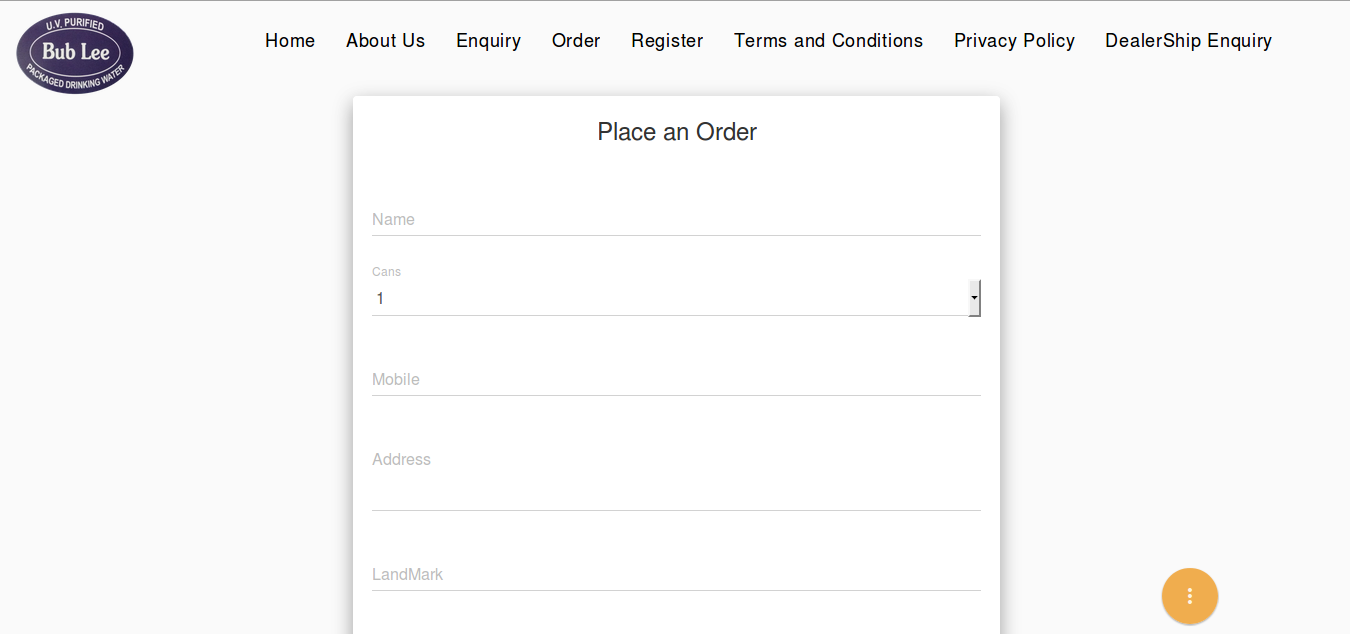 U.V. PURIFIED
Bub Lee
PACKAGED DRINKING WATER
Home About Us Enquiry Order Register Terms and Conditions Privacy Policy DealerShip Enquiry
Place an Order
Name
Cans
1
Mobile
Address
LandMark